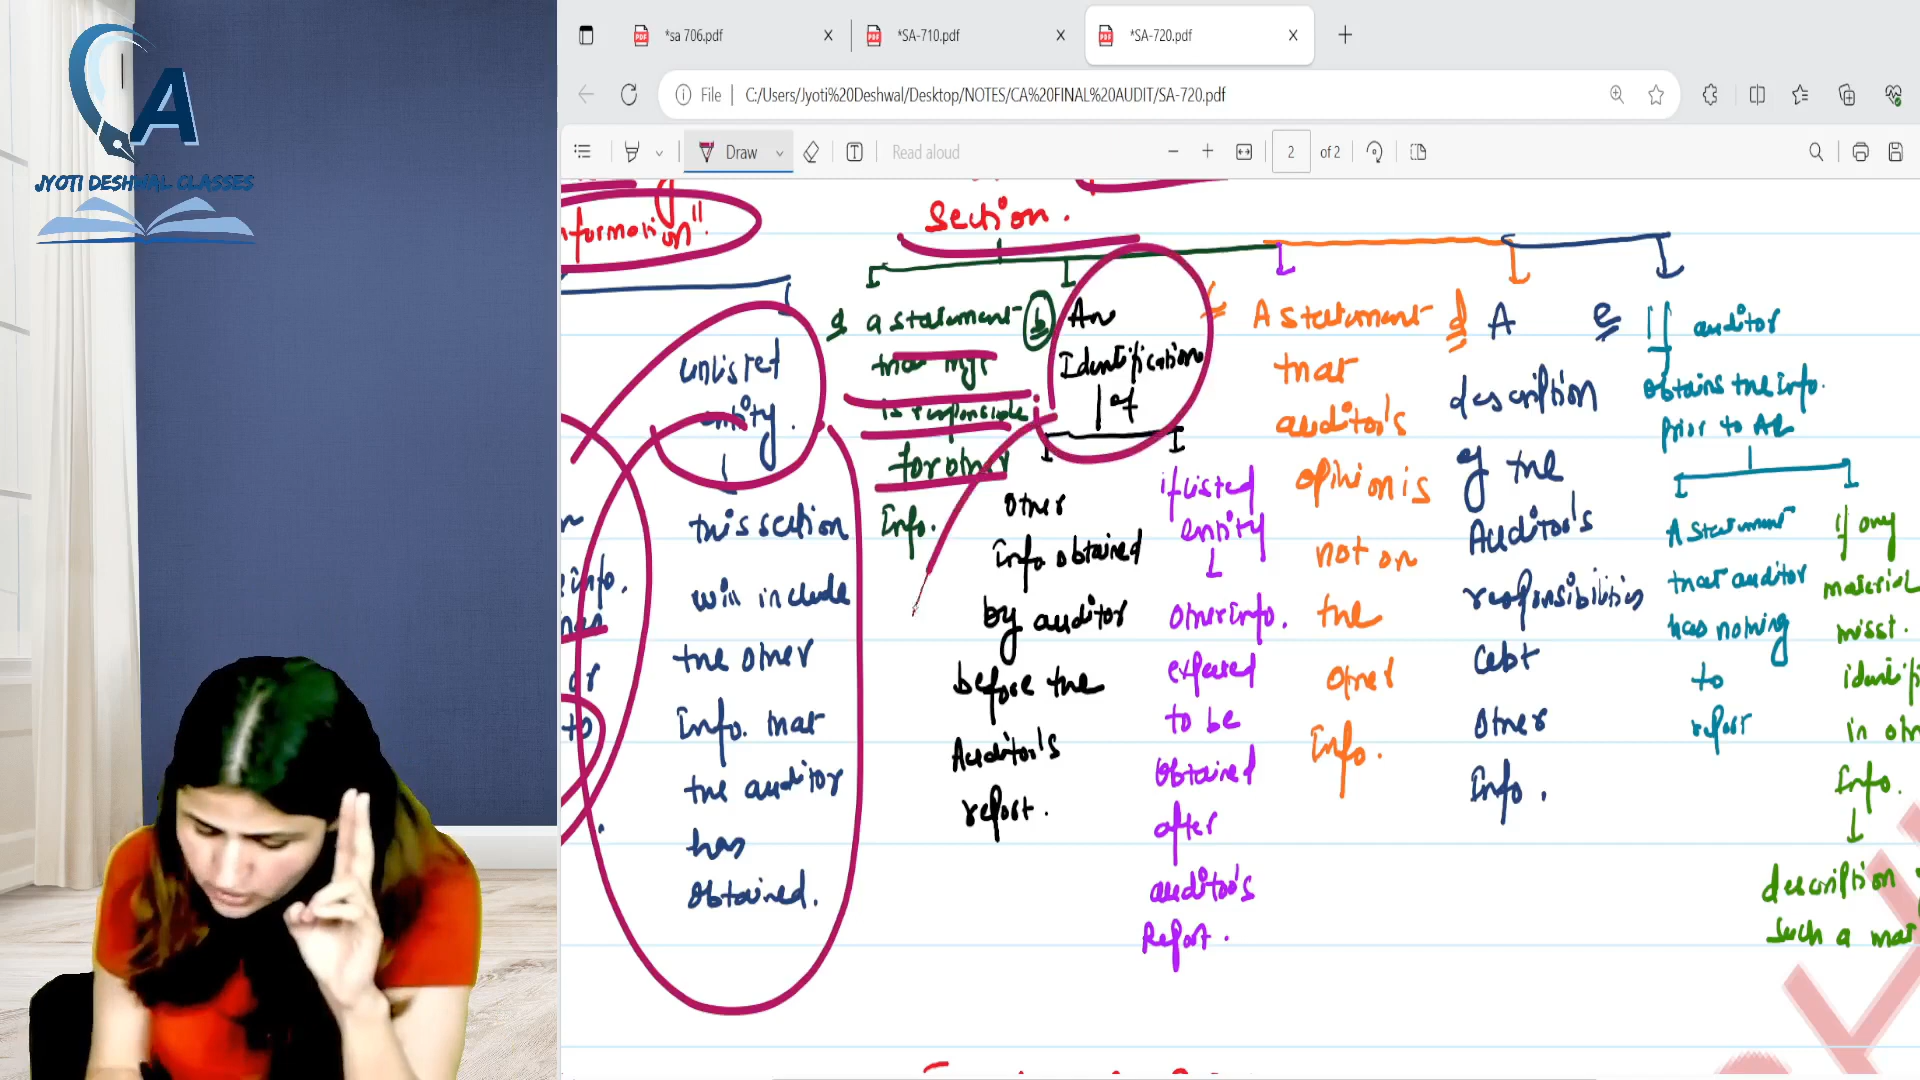 *sa 706.pdf
*SA-710.pdf
*SA-720.pdf
File
C:/Users/Jyoti%20Deshwal/Desktop/NOTES/CA%20FINAL%20AUDIT/SA-720.pdf
Draw
Read aloud
2
of 2
CA
JYOTI DESHWAL CLASSES
formation".
unlisted
entity.
this section
will include
the other
Info. that
the auditor
has
obtained.
info.
to
Section.
a a statement
that mgt
is responsible
for other
Info.
b An
Identification
of
Other
Info obtained
by auditor
before the
Auditor's
report.
if listed
entity
other info.
expected
to be
obtained
after
auditor's
Report.
c A statement
that
auditor's
opinion is
not on
the
other
Info.
d A
description
of the
Auditor's
responsibilities
Other
Info.
e If auditor
obtains the info.
prior to AR
A statement
that auditor
has nothing
to
report
if any
material
misst.
identifi
in oth
Info.
description
such a mat